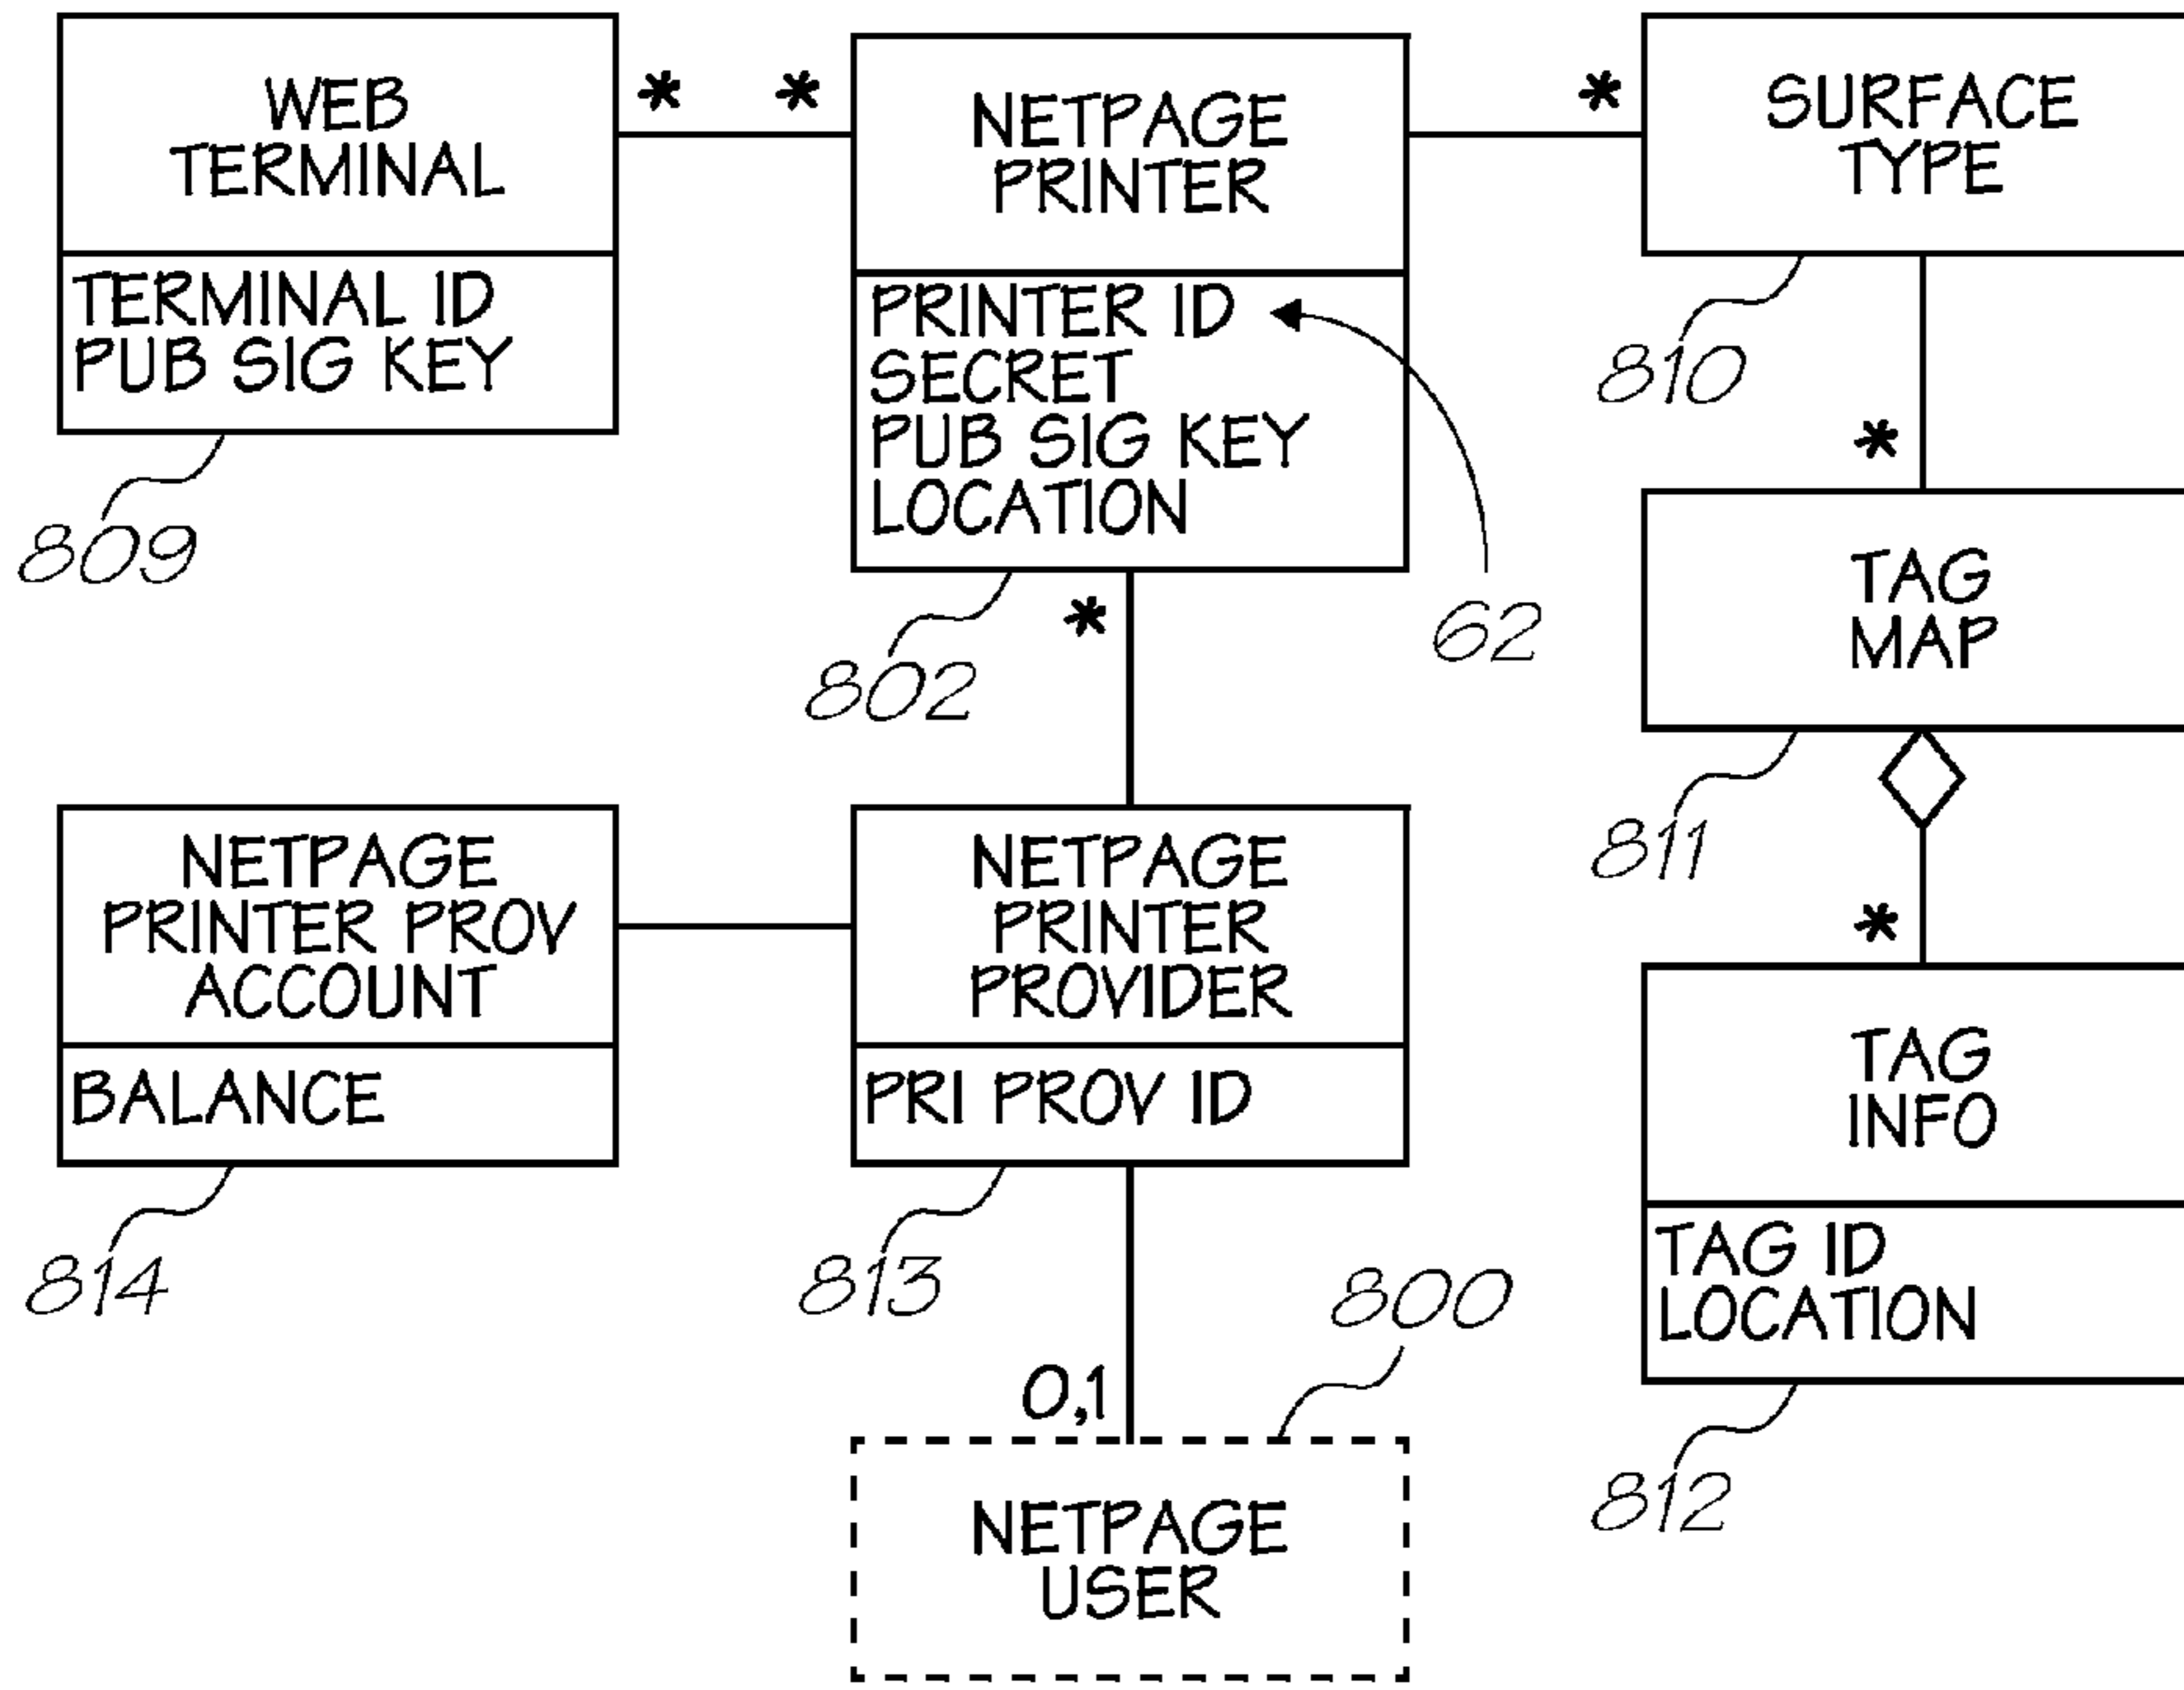 WEB
TERMINAL
TERMINAL ID
PUB SIG KEY
809
*
*
NETPAGE
PRINTER
PRINTER ID
SECRET
PUB SIG KEY
LOCATION
62
802
*
*
SURFACE
TYPE
810
*
TAG
MAP
811
*
TAG
INFO
TAG ID
LOCATION
812
NETPAGE
PRINTER PROV
ACCOUNT
BALANCE
814
NETPAGE
PRINTER
PROVIDER
PRI PROV ID
813
800
0,1
NETPAGE
USER